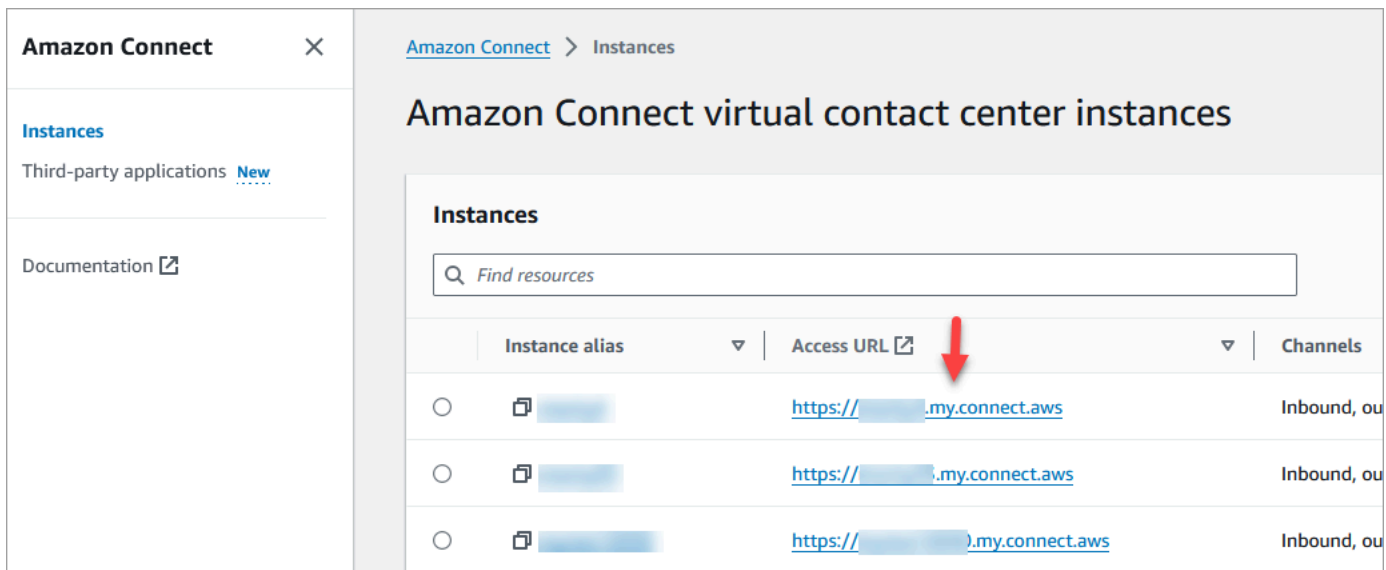 Amazon Connect
Instances
Third-party applications New
Documentation
Amazon Connect > Instances
Amazon Connect virtual contact center instances
Instances
Find resources
Instance alias Access URL Channels
https:// .my.connect.aws Inbound, ou
https:// .my.connect.aws Inbound, ou
https:// .my.connect.aws Inbound, ou